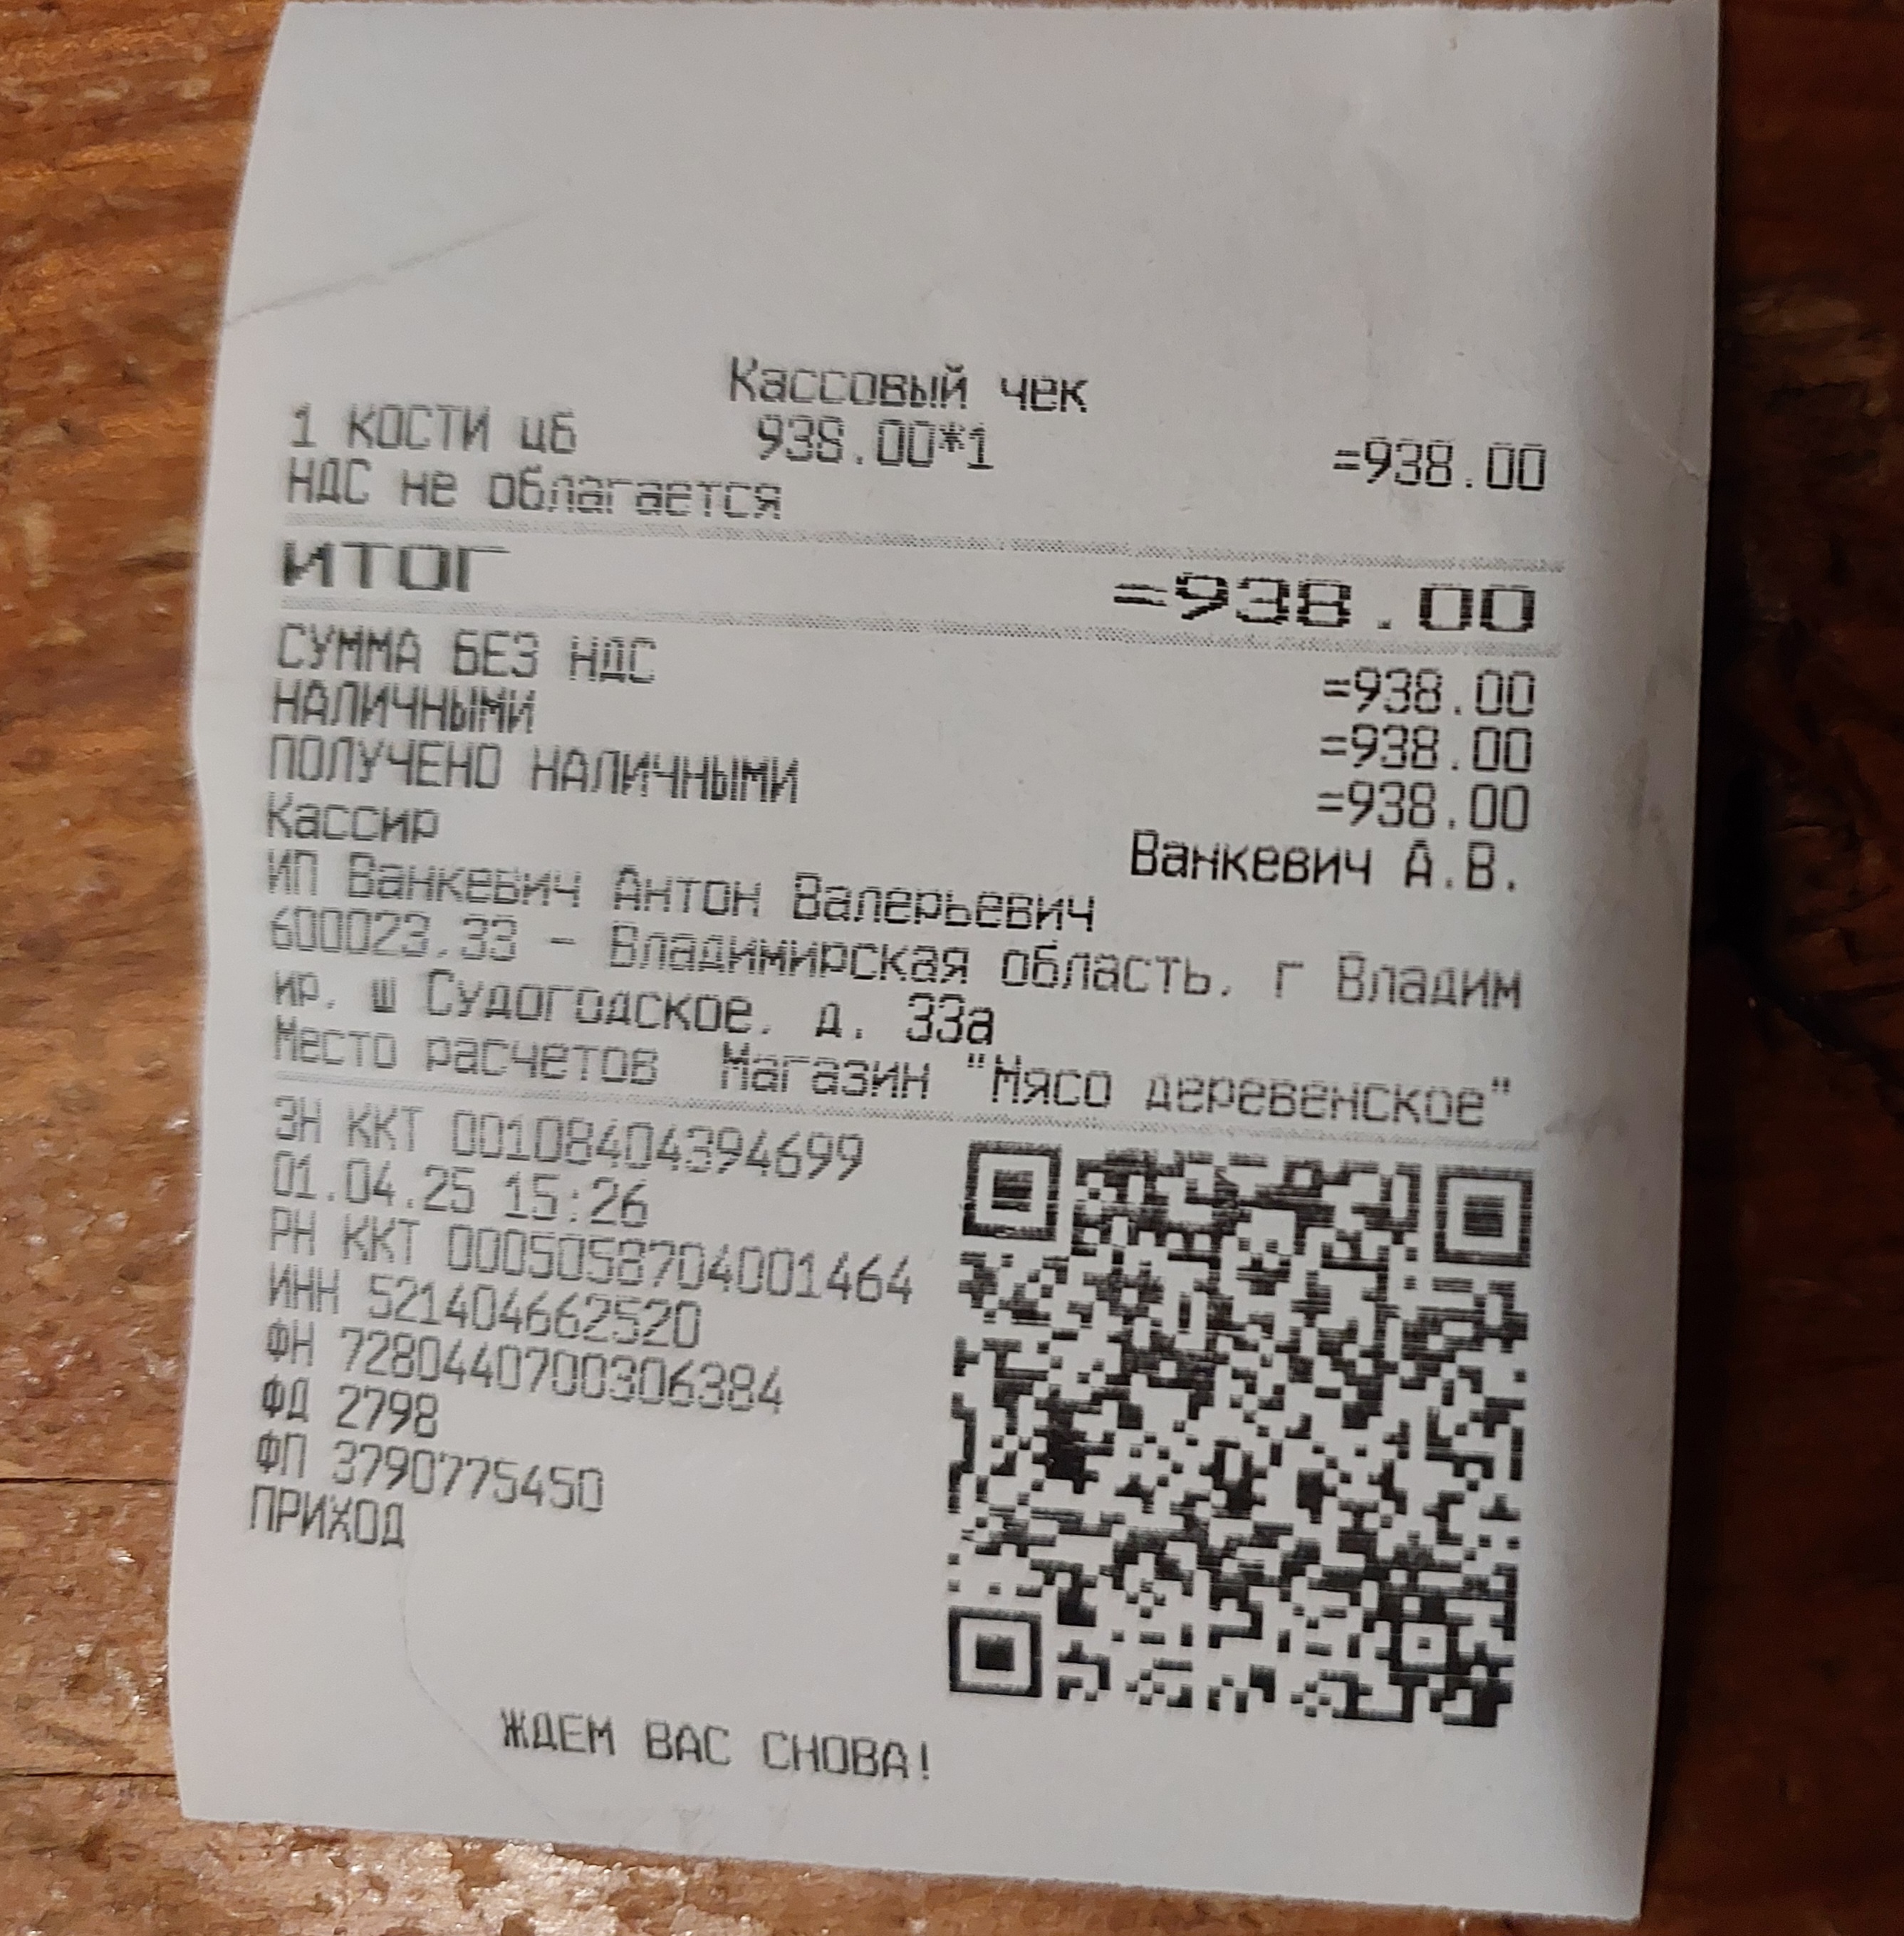 Кассовый чек
1 КОСТИ цб 938.00*1 =938.00
НДС не облагается
ИТОГ =938.00
СУММА БЕЗ НДС =938.00
НАЛИЧНЫМИ =938.00
ПОЛУЧЕНО НАЛИЧНЫМИ =938.00
Кассир Ванкевич А.В.
ИП Ванкевич Антон Валерьевич
600023,33 - Владимирская область, г Владим
ир, ш Судогодское, д. 33а
Место расчетов Магазин "Мясо деревенское"
ЗН ККТ 00108404394699
01.04.25 15:26
РН ККТ 0005058704001464
ИНН 521404662520
ФН 7280440700306384
ФД 2798
ФП 3790775450
ПРИХОД
ЖДЕМ ВАС СНОВА!